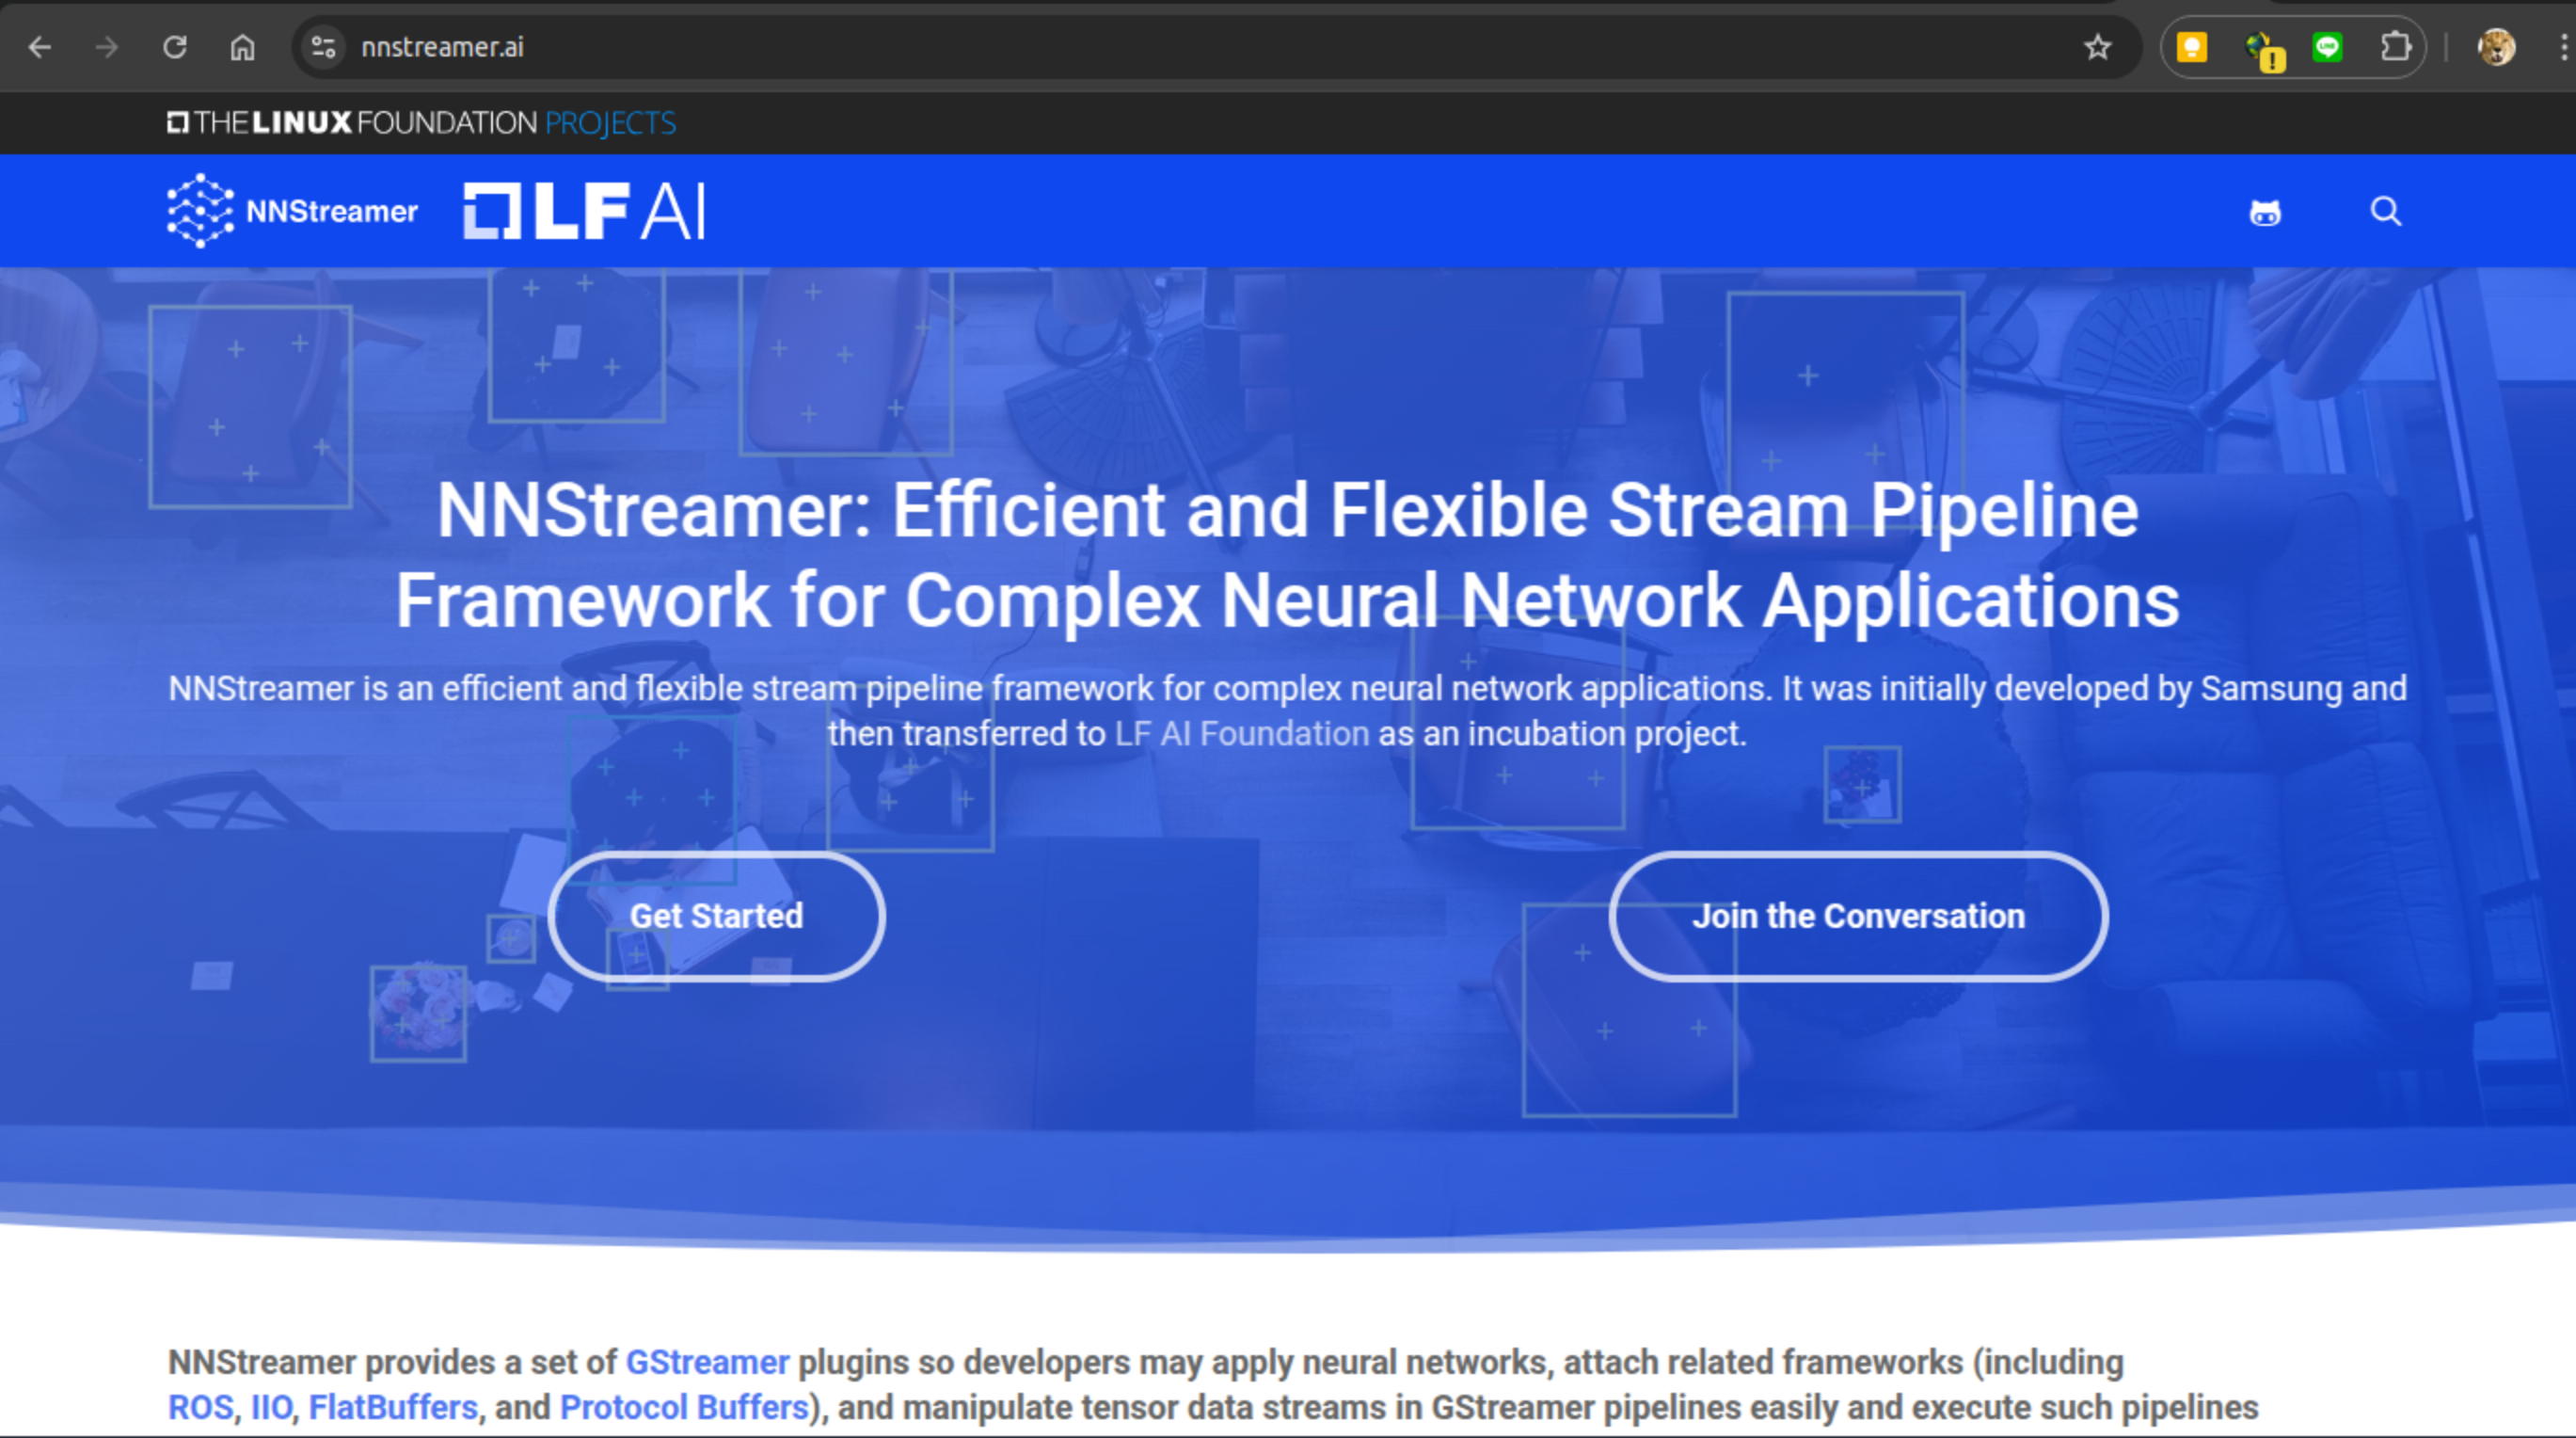 nnstreamer.ai
THE LINUX FOUNDATION PROJECTS
NNStreamer LF AI
NNStreamer: Efficient and Flexible Stream Pipeline
Framework for Complex Neural Network Applications
NNStreamer is an efficient and flexible stream pipeline framework for complex neural network applications. It was initially developed by Samsung and
then transferred to LF AI Foundation as an incubation project.
Get Started
Join the Conversation
NNStreamer provides a set of GStreamer plugins so developers may apply neural networks, attach related frameworks (including
ROS, IIO, FlatBuffers, and Protocol Buffers), and manipulate tensor data streams in GStreamer pipelines easily and execute such pipelines